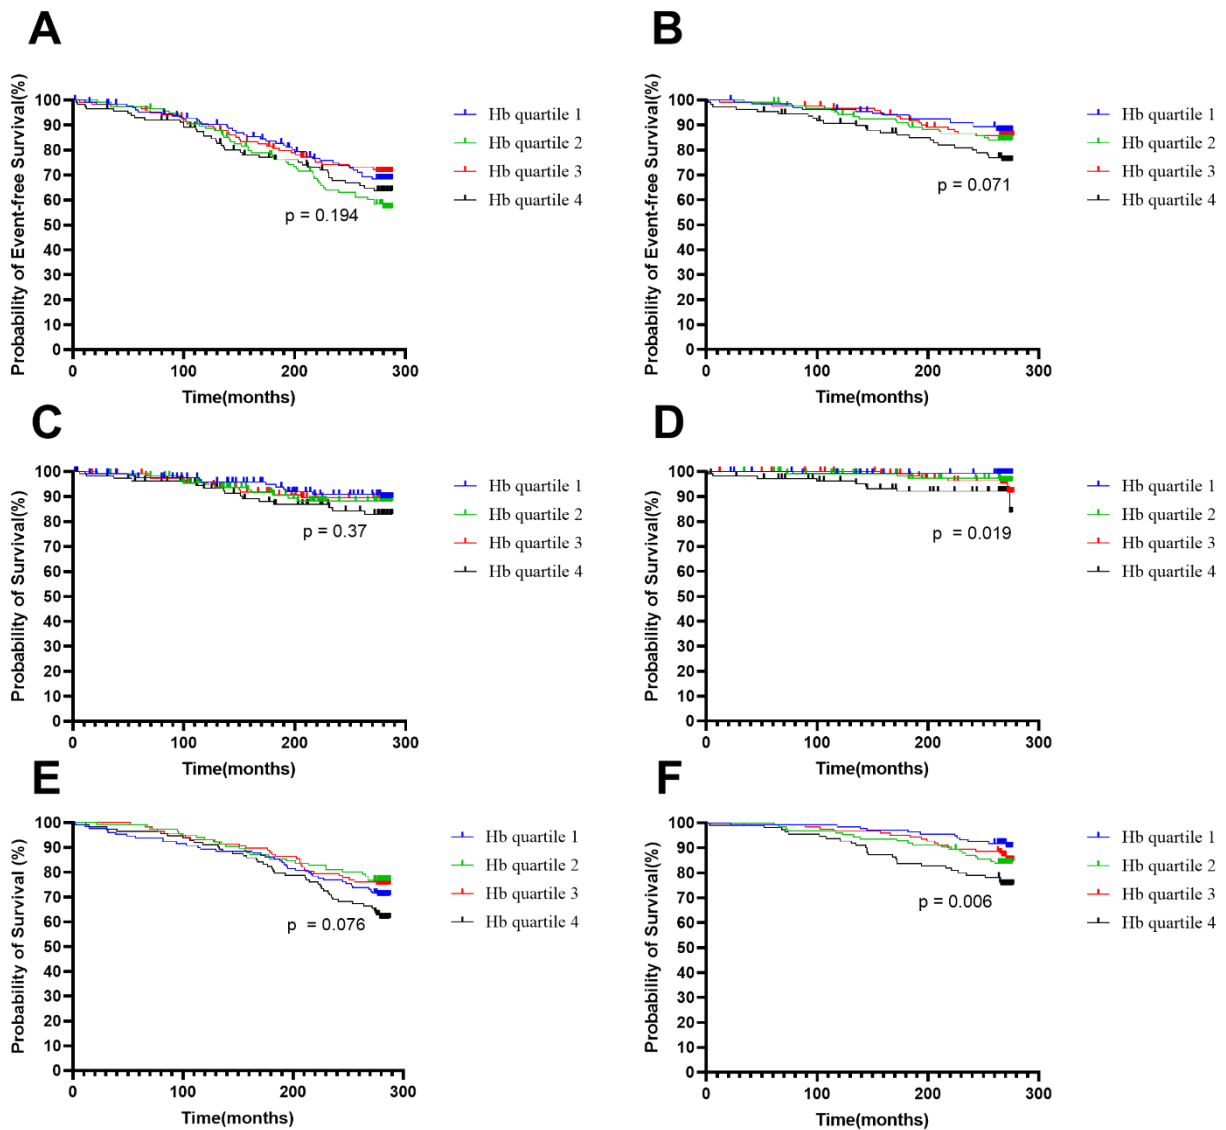 A
Probability of Event-free Survival(%)
100
90
80
70
60
50
40
30
20
10
0
0 100 200 300
Time(months)
p = 0.194
Hb quartile 1
Hb quartile 2
Hb quartile 3
Hb quartile 4
B
Probability of Event-free Survival(%)
100
90
80
70
60
50
40
30
20
10
0
0 100 200 300
Time(months)
p = 0.071
Hb quartile 1
Hb quartile 2
Hb quartile 3
Hb quartile 4
C
Probability of Survival(%)
100
90
80
70
60
50
40
30
20
10
0
0 100 200 300
Time(months)
p = 0.37
Hb quartile 1
Hb quartile 2
Hb quartile 3
Hb quartile 4
D
Probability of Survival(%)
100
90
80
70
60
50
40
30
20
10
0
0 100 200 300
Time(months)
p = 0.019
Hb quartile 1
Hb quartile 2
Hb quartile 3
Hb quartile 4
E
Probability of Survival (%)
100
90
80
70
60
50
40
30
20
10
0
0 100 200 300
Time(months)
p = 0.076
Hb quartile 1
Hb quartile 2
Hb quartile 3
Hb quartile 4
F
Probability of Survival(%)
100
90
80
70
60
50
40
30
20
10
0
0 100 200 300
Time(months)
p = 0.006
Hb quartile 1
Hb quartile 2
Hb quartile 3
Hb quartile 4